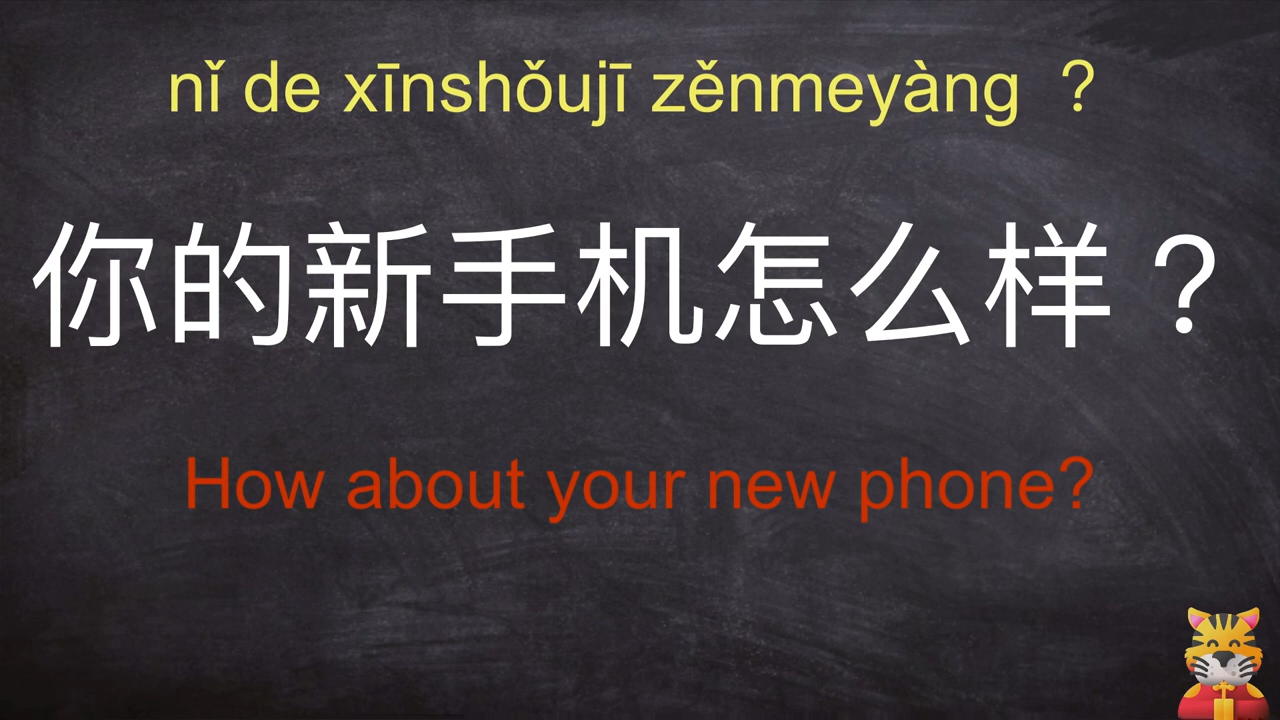 nǐ de xīnshǒujī zěnmeyàng ？
你的新手机怎么样？
How about your new phone?